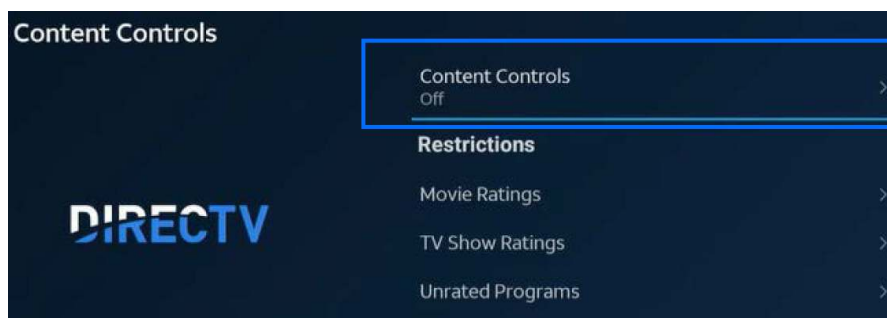 Content Controls
Content Controls
Off
Restrictions
Movie Ratings
DIRECTV
TV Show Ratings
Unrated Programs